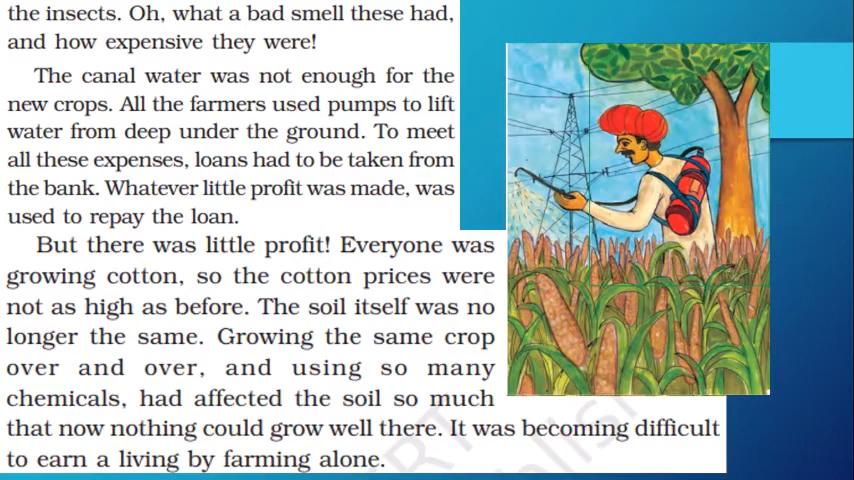 the insects. Oh, what a bad smell these had,
and how expensive they were!
The canal water was not enough for the
new crops. All the farmers used pumps to lift
water from deep under the ground. To meet
all these expenses, loans had to be taken from
the bank. Whatever little profit was made, was
used to repay the loan.
But there was little profit! Everyone was
growing cotton, so the cotton prices were
not as high as before. The soil itself was no
longer the same. Growing the same crop
over and over, and using so many
chemicals, had affected the soil so much
that now nothing could grow well there. It was becoming difficult
to earn a living by farming alone.